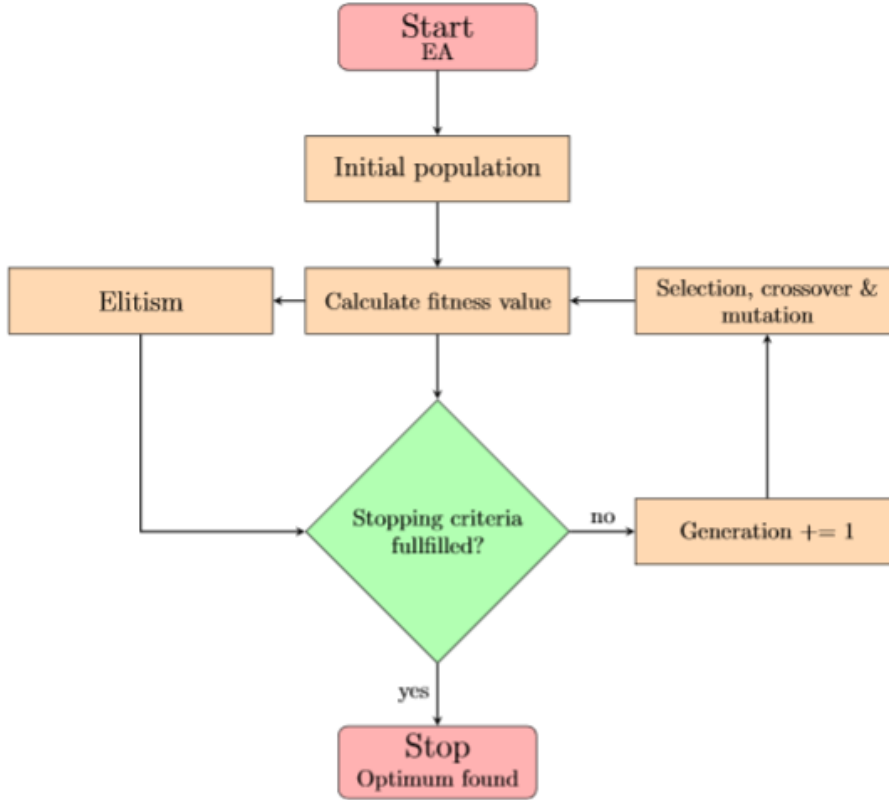 Start
EA
Initial population
Elitism
Calculate fitness value
Selection, crossover &
mutation
Stopping criteria
fullfilled?
no
Generation += 1
yes
Stop
Optimum found